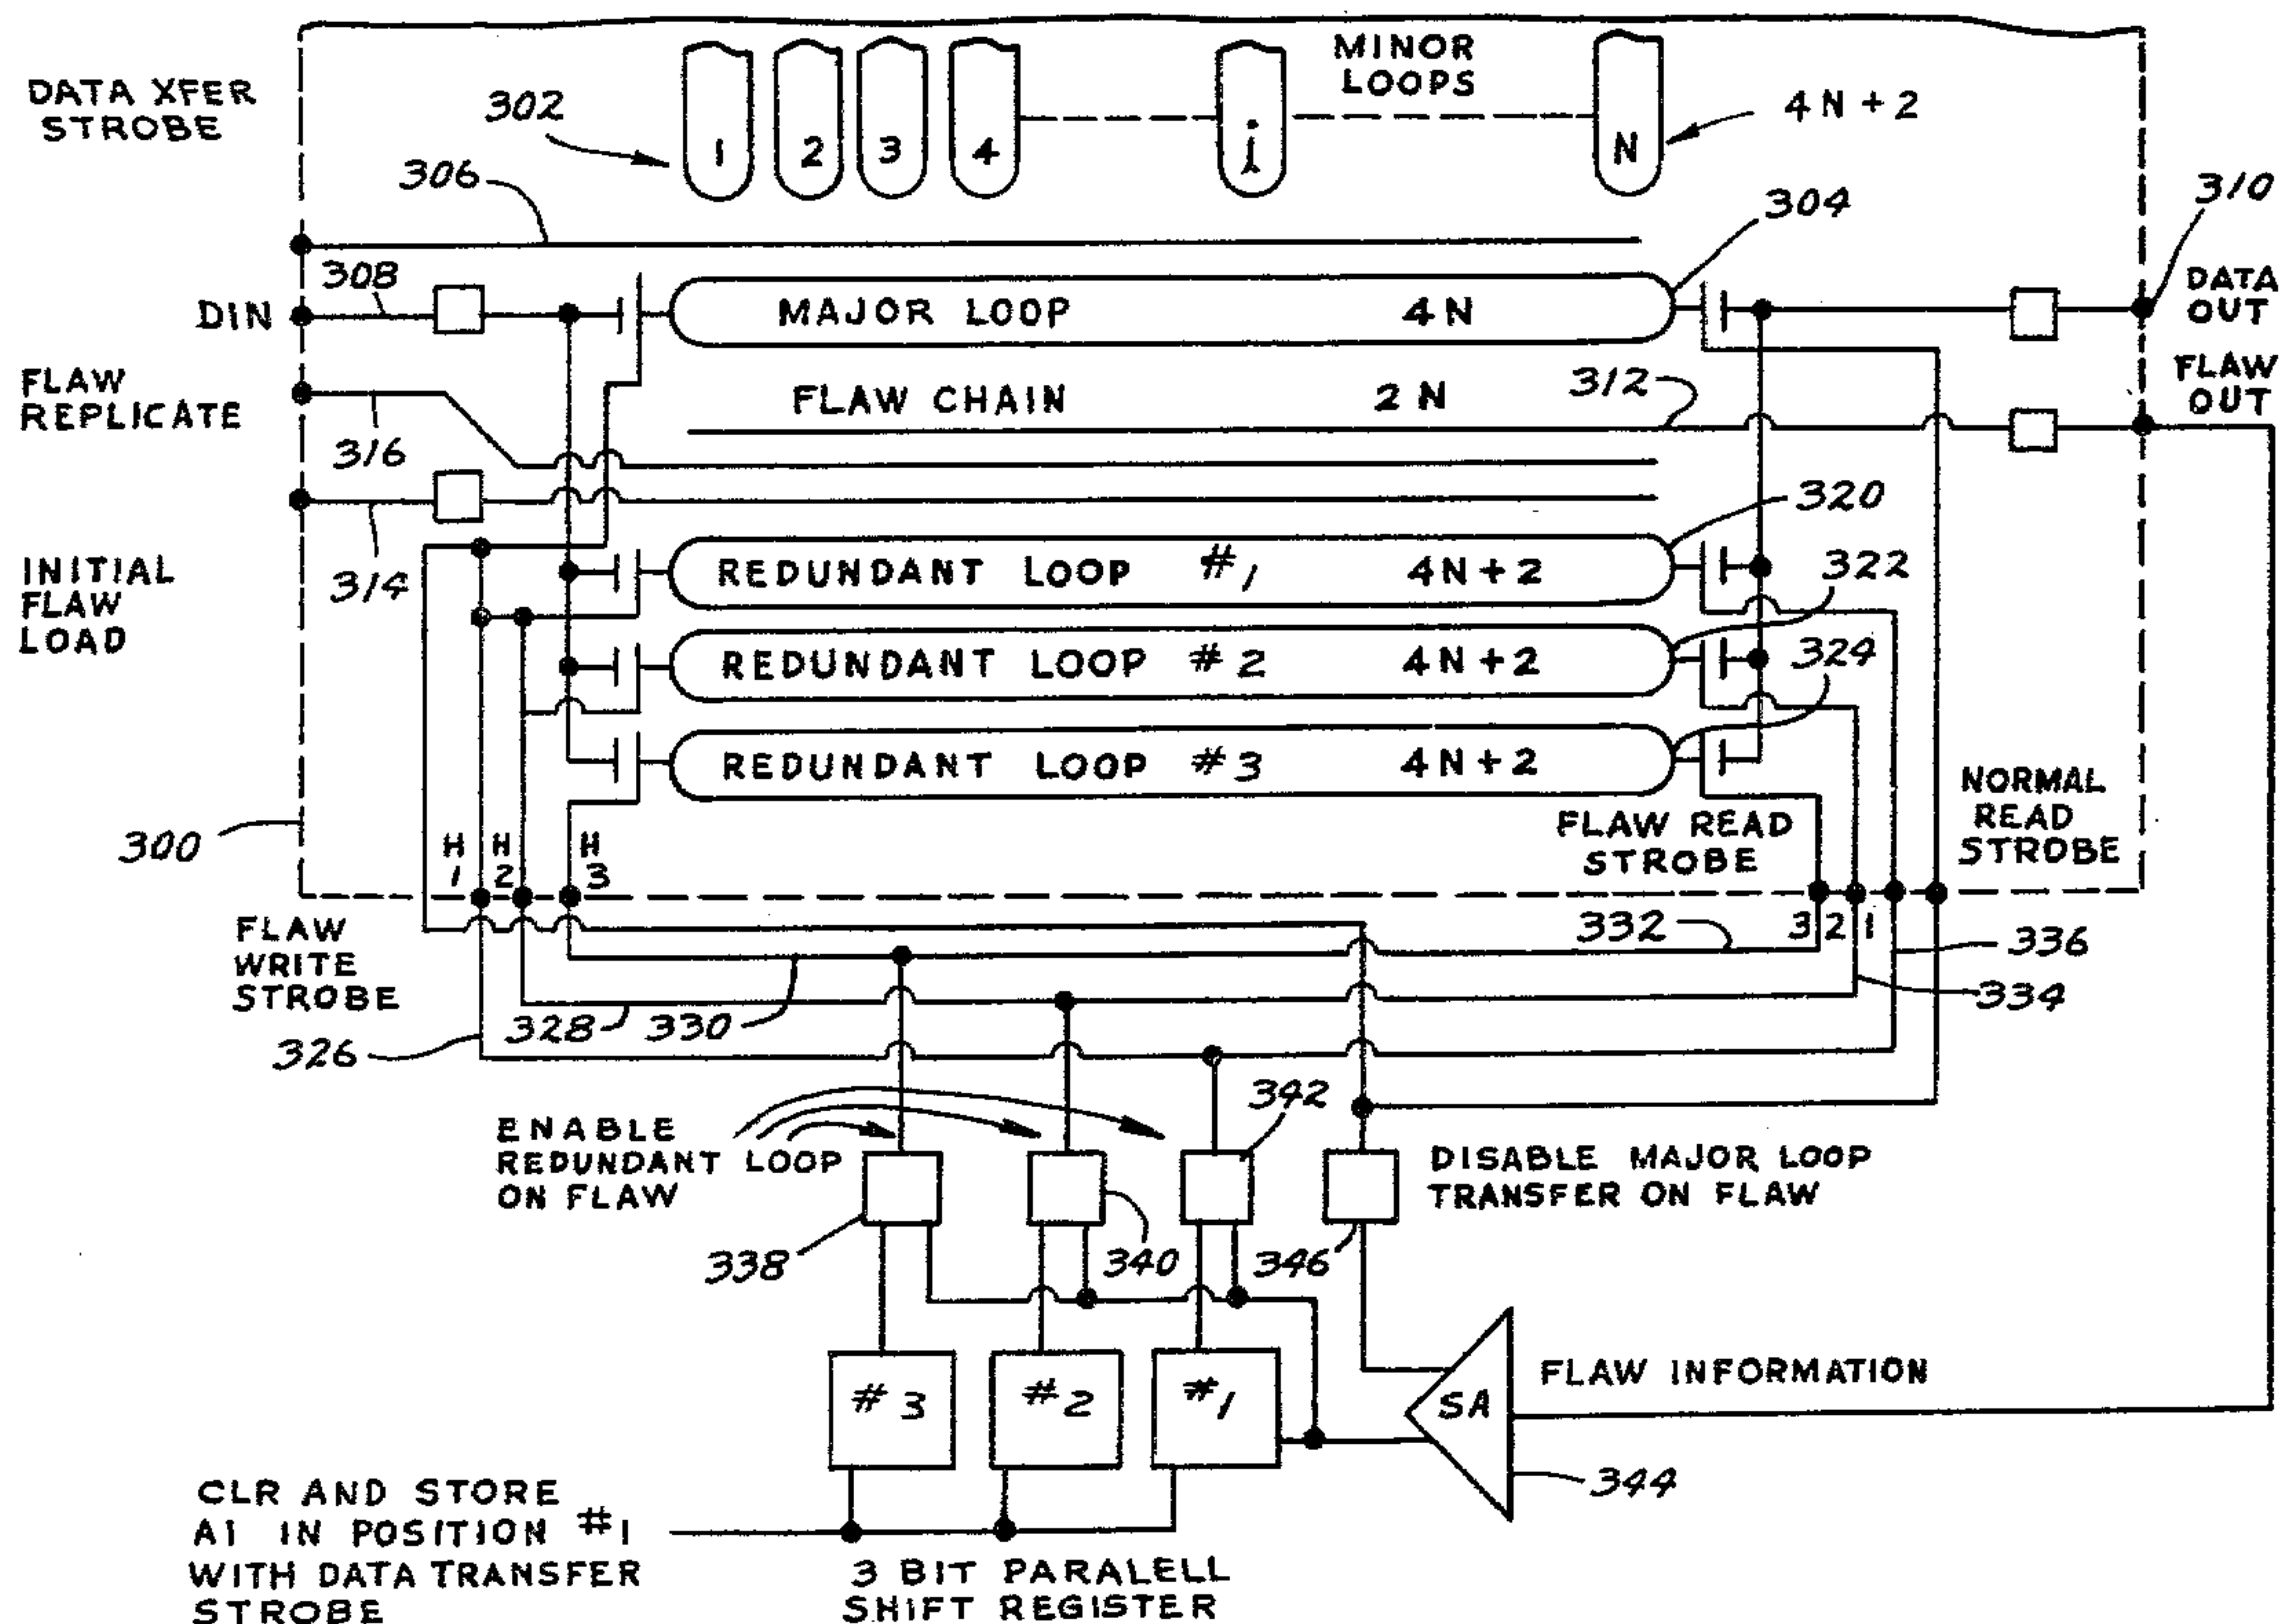 MINOR
LOOPS
DATA XFER
STROBE
302
1
2
3
4
i
N
4N+2
306
304
310
308
DIN
MAJOR LOOP 4N
DATA
OUT
FLAW
REPLICATE
FLAW CHAIN 2N
312
FLAW
OUT
316
320
INITIAL
FLAW
LOAD
314
REDUNDANT LOOP #1 4N+2
322
REDUNDANT LOOP #2 4N+2
324
REDUNDANT LOOP #3 4N+2
300
H
1
H
2
H
3
FLAW READ
STROBE
NORMAL
READ
STROBE
FLAW
WRITE
STROBE
332
3 2 1
336
334
328
330
326
342
ENABLE
REDUNDANT LOOP
ON FLAW
DISABLE MAJOR LOOP
TRANSFER ON FLAW
338
340
346
#3
#2
#1
SA
FLAW INFORMATION
344
CLR AND STORE
A1 IN POSITION #1
WITH DATA TRANSFER
STROBE
3 BIT PARALELL
SHIFT REGISTER